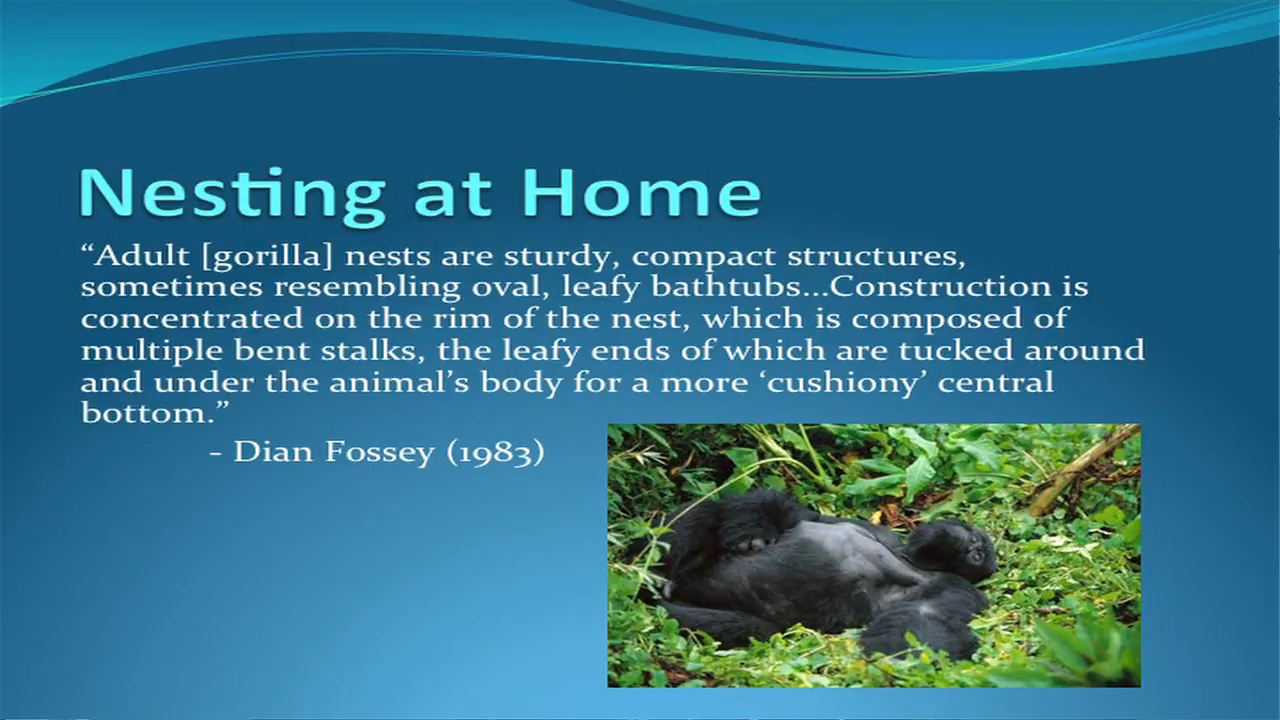 Nesting at Home
“Adult [gorilla] nests are sturdy, compact structures,
sometimes resembling oval, leafy bathtubs...Construction is
concentrated on the rim of the nest, which is composed of
multiple bent stalks, the leafy ends of which are tucked around
and under the animal’s body for a more ‘cushiony’ central
bottom.”
- Dian Fossey (1983)